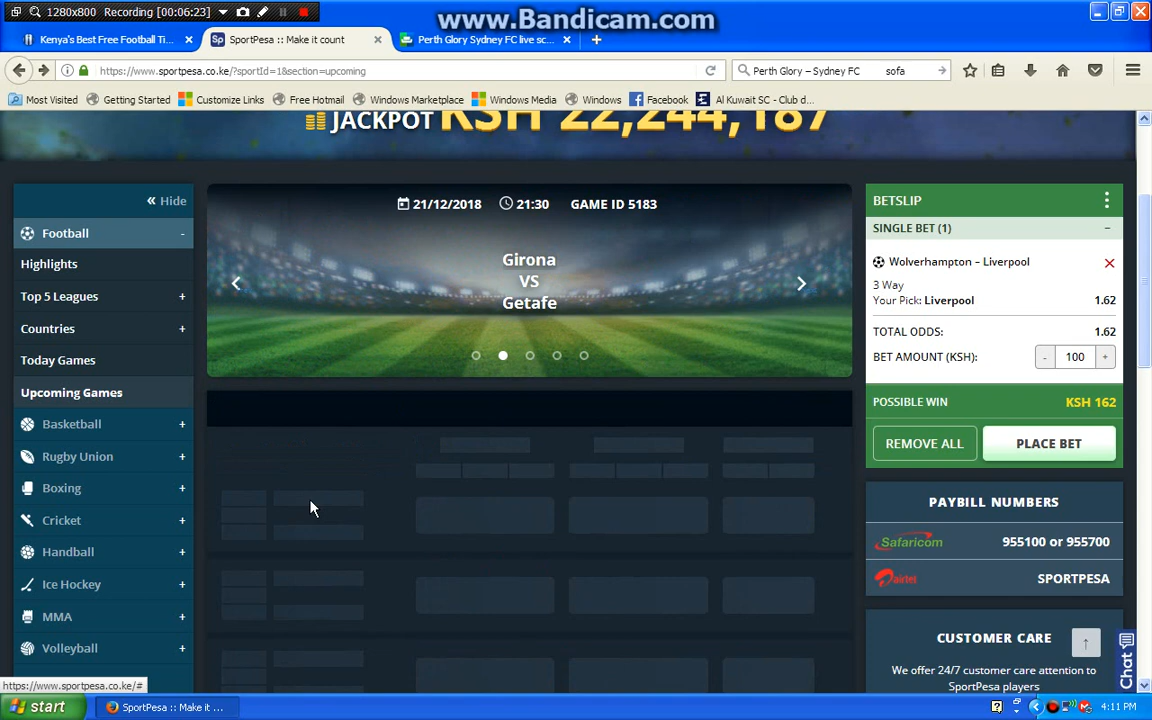 1280x800 Recording [00:06:23]
www.Bandicam.com
Kenya's Best Free Football Ti...
SportPesa :: Make it count
Perth Glory Sydney FC live sc...
https://www.sportpesa.co.ke/?sportId=1&section=upcoming
Perth Glory – Sydney FC sofa
Most Visited
Getting Started
Customize Links
Free Hotmail
Windows Marketplace
Windows Media
Windows
Facebook
Al Kuwait SC - Club d...
JACKPOT KSH 22,244,187
Hide
Football -
Highlights
Top 5 Leagues +
Countries +
Today Games
Upcoming Games
Basketball +
Rugby Union +
Boxing +
Cricket +
Handball +
Ice Hockey +
MMA +
Volleyball +
21/12/2018 21:30 GAME ID 5183
Girona
VS
Getafe
BETSLIP
SINGLE BET (1) −
Wolverhampton – Liverpool
3 Way
Your Pick: Liverpool 1.62
TOTAL ODDS: 1.62
BET AMOUNT (KSH): - 100 +
POSSIBLE WIN KSH 162
REMOVE ALL PLACE BET
PAYBILL NUMBERS
Safaricom 955100 or 955700
airtel SPORTPESA
CUSTOMER CARE
We offer 24/7 customer care attention to
SportPesa players
Chat
https://www.sportpesa.co.ke/#
start
SportPesa :: Make it ...
4:11 PM